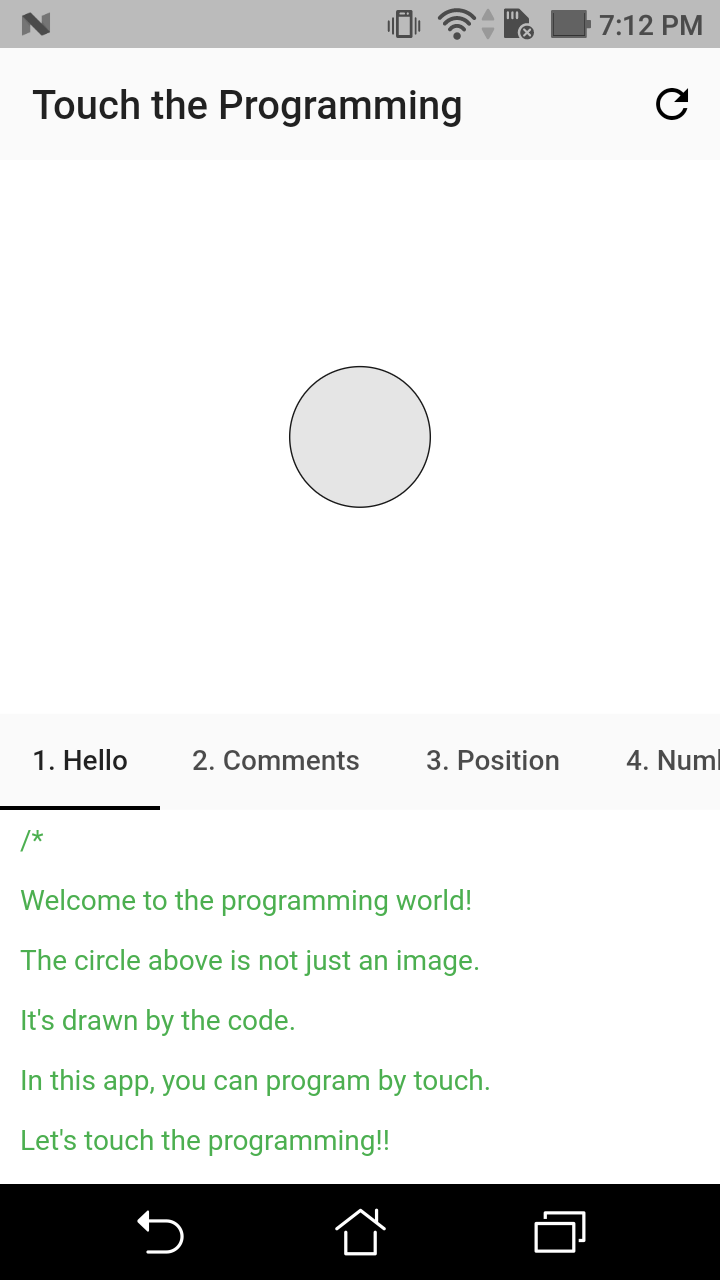 7:12 PM
Touch the Programming
1. Hello 2. Comments 3. Position 4. Num
/*
Welcome to the programming world!
The circle above is not just an image.
It's drawn by the code.
In this app, you can program by touch.
Let's touch the programming!!